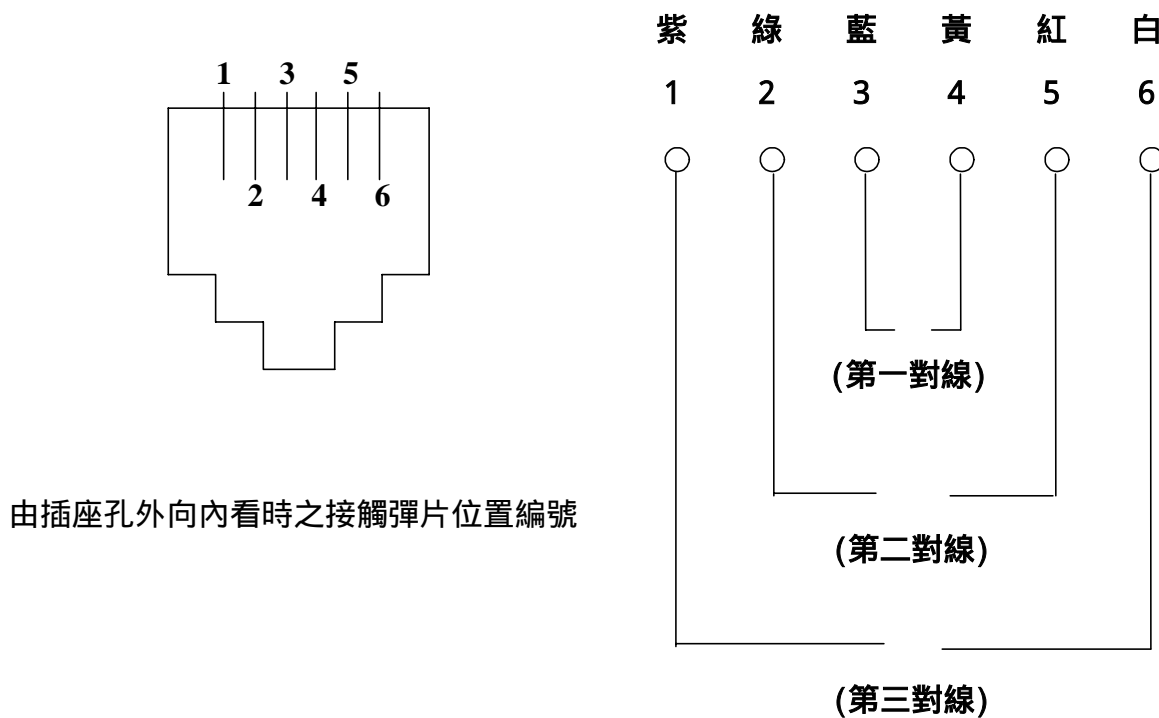 1 3 5
2 4 6
由插座孔外向內看時之接觸彈片位置編號
紫 綠 藍 黃 紅 白
1 2 3 4 5 6
(第一對線)
(第二對線)
(第三對線)